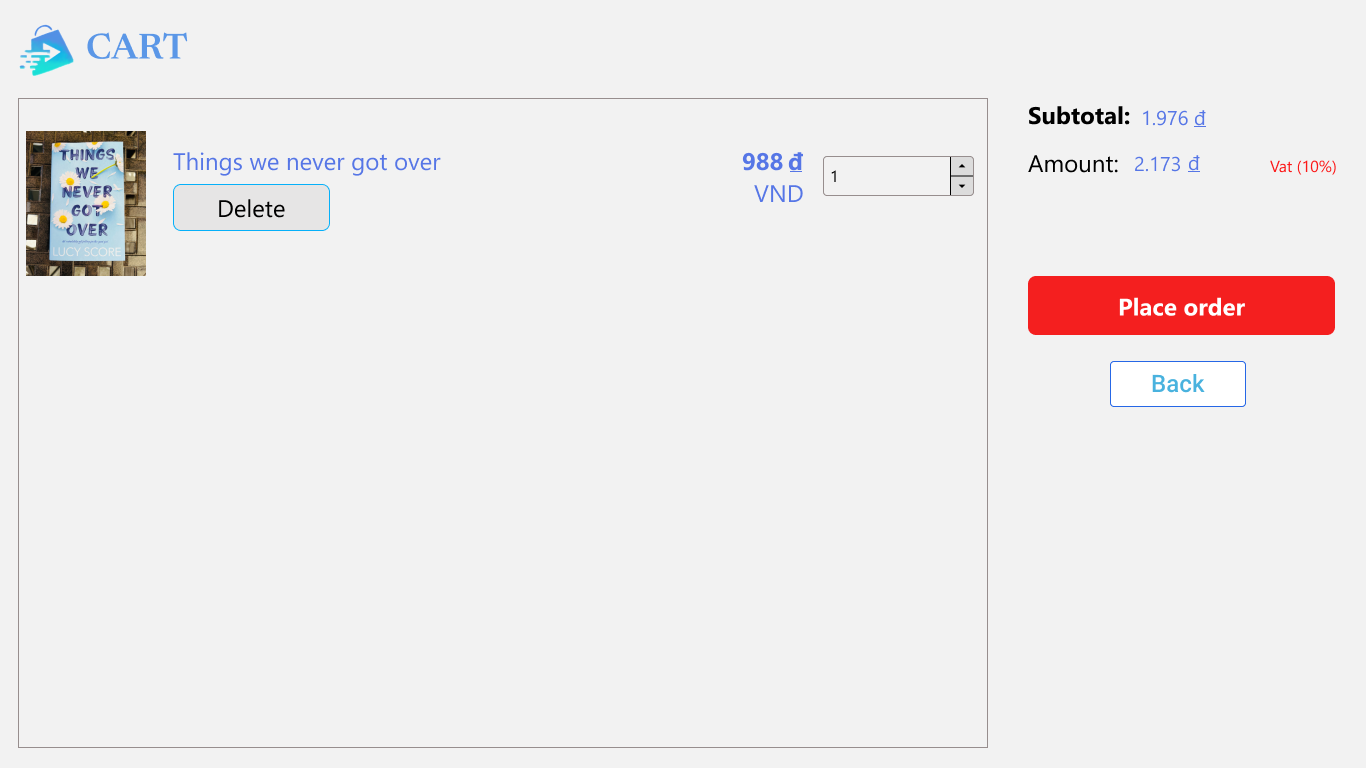 CART
THINGS
WE
NEVER
GOT
OVER
LUCY SCORE
Things we never got over
Delete
988 ₫
VND
1
Subtotal: 1.976 ₫
Amount: 2.173 ₫ Vat (10%)
Place order
Back